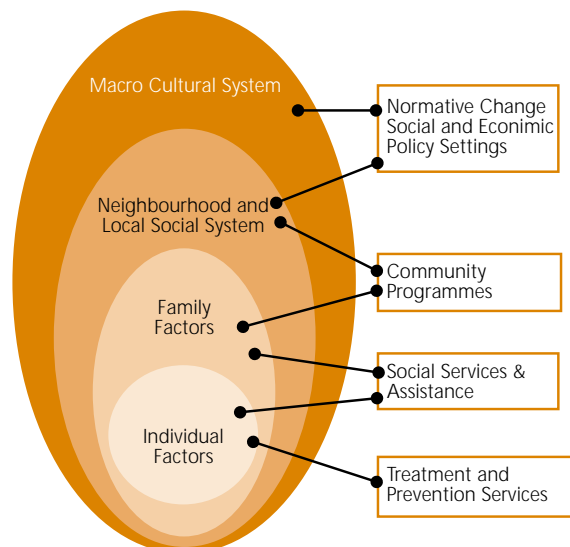 Macro Cultural System
Neighbourhood and
Local Social System
Family
Factors
Individual
Factors
Normative Change
Social and Econimic
Policy Settings
Community
Programmes
Social Services &
Assistance
Treatment and
Prevention Services